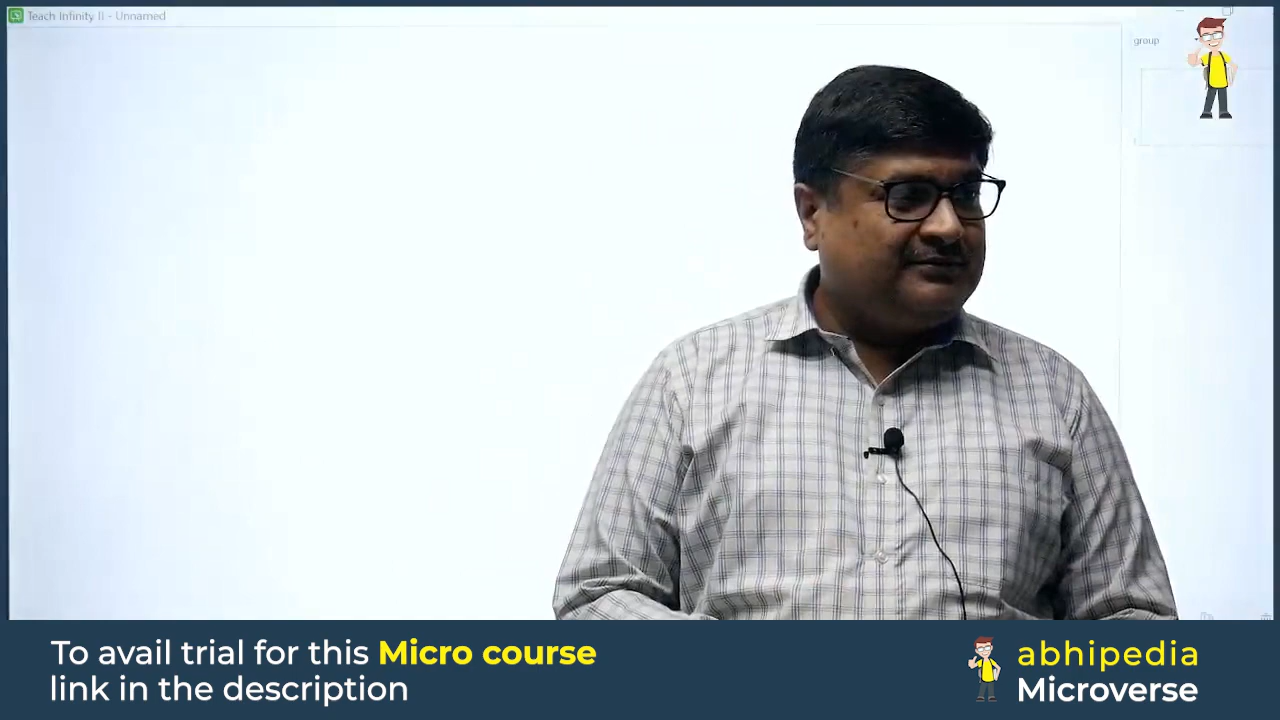 Teach Infinity II - Unnamed
group
To avail trial for this Micro course
link in the description
abhipedia
Microverse